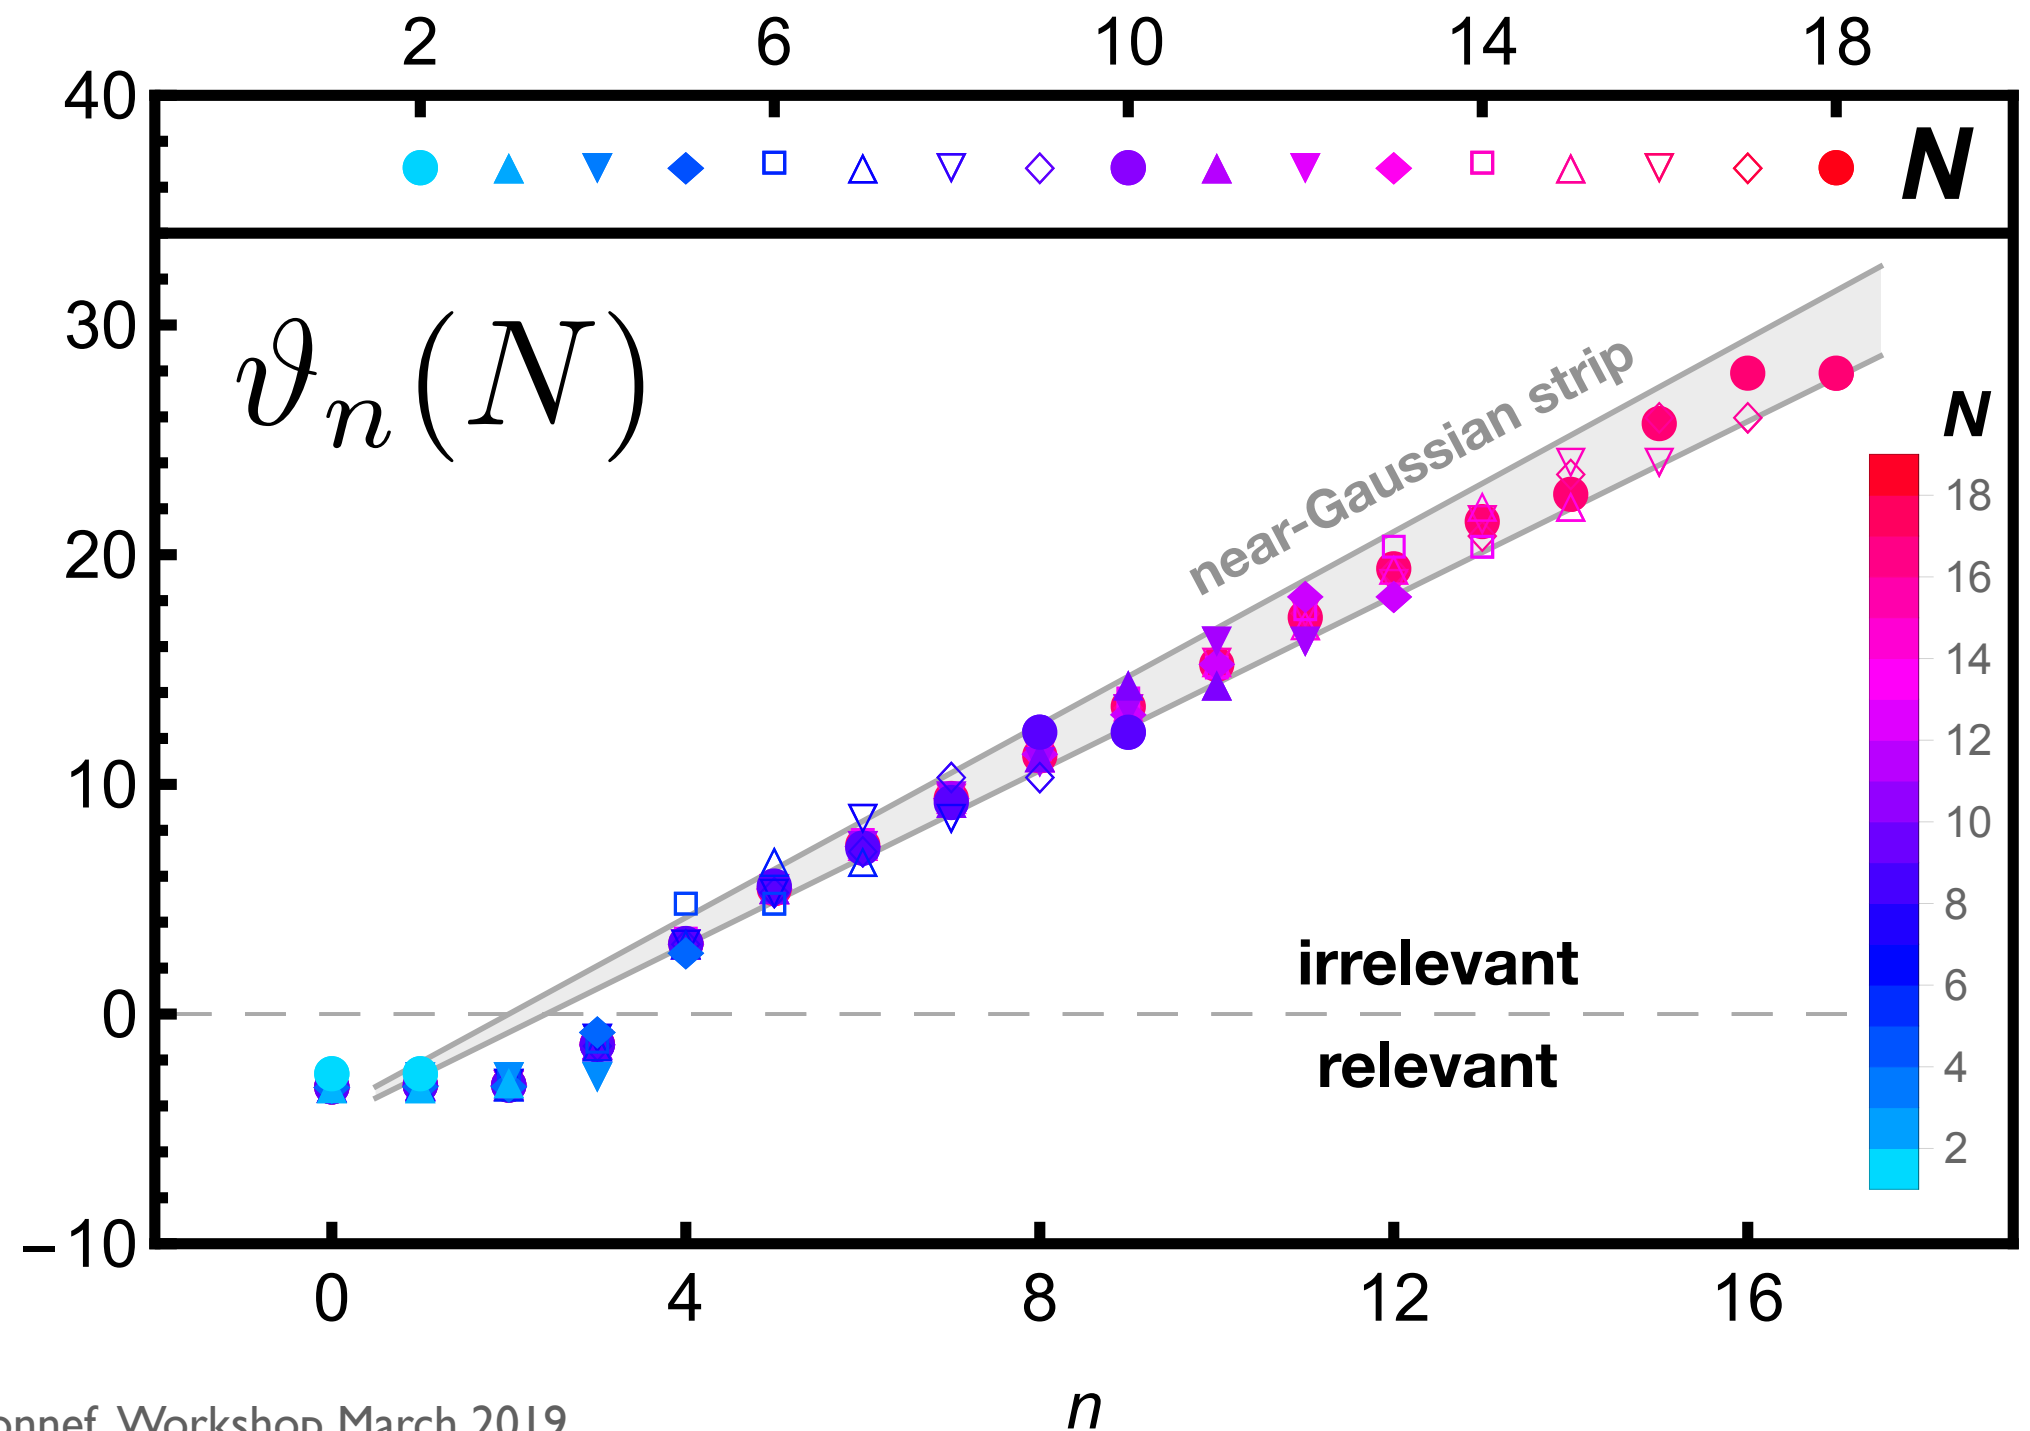 2 6 10 14 18
40
N
30
ϑn(N)
near-Gaussian strip
N
20
10
0
−10
irrelevant
relevant
18
16
14
12
10
8
6
4
2
0 4 8 12 16
n
Workshop March 2019